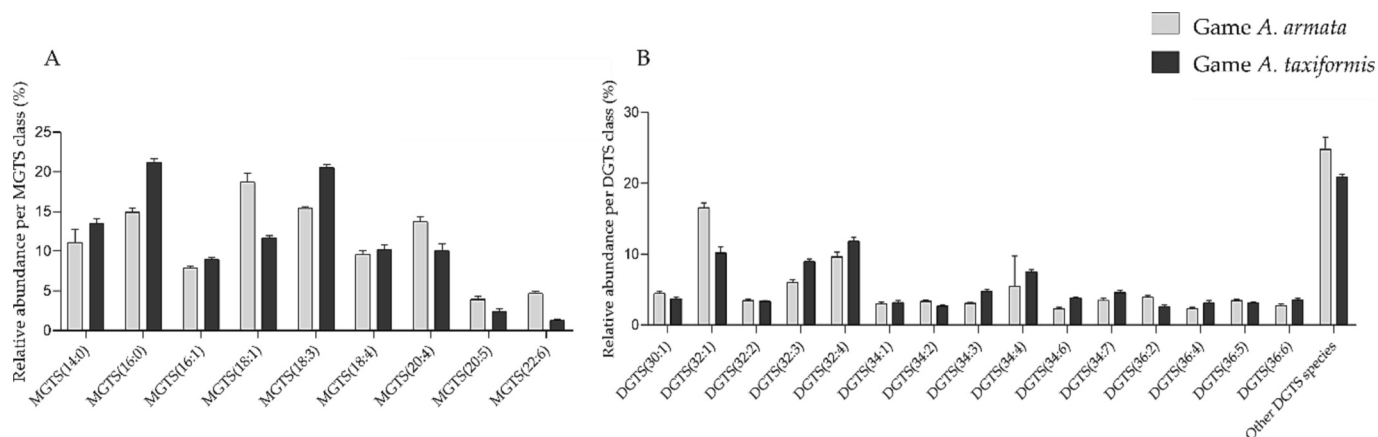 Game A. armata
Game A. taxiformis
A
Relative abundance per MGTS class (%)
25
20
15
10
5
0
MGTS(14:0)
MGTS(16:0)
MGTS(16:1)
MGTS(18:1)
MGTS(18:3)
MGTS(18:4)
MGTS(20:4)
MGTS(20:5)
MGTS(22:6)
B
Relative abundance per DGTS class (%)
30
20
10
0
DGTS(30:1)
DGTS(32:1)
DGTS(32:2)
DGTS(32:3)
DGTS(32:4)
DGTS(34:1)
DGTS(34:2)
DGTS(34:3)
DGTS(34:4)
DGTS(34:6)
DGTS(34:7)
DGTS(36:2)
DGTS(36:4)
DGTS(36:5)
DGTS(36:6)
Other DGTS species